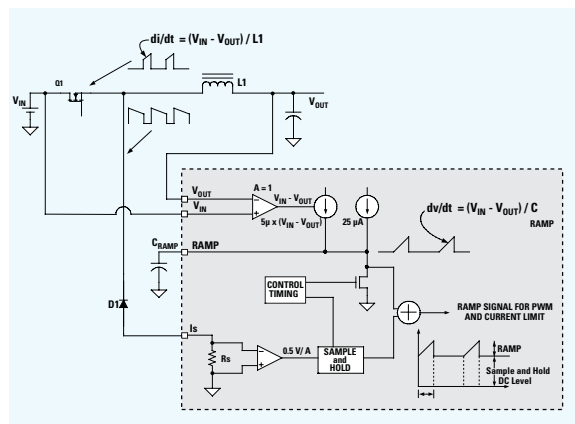 di/dt = (VIN - VOUT) / L1
Q1
L1
VIN
VOUT
VOUT
A = 1
VIN - VOUT
VIN
5µ x (VIN - VOUT)
25 µA
dv/dt = (VIN - VOUT) / C
RAMP
CRAMP
RAMP
CONTROL
TIMING
D1
RAMP SIGNAL FOR PWM
AND CURRENT LIMIT
Is
Rs
0.5 V/ A
SAMPLE
and
HOLD
RAMP
Sample and Hold
DC Level